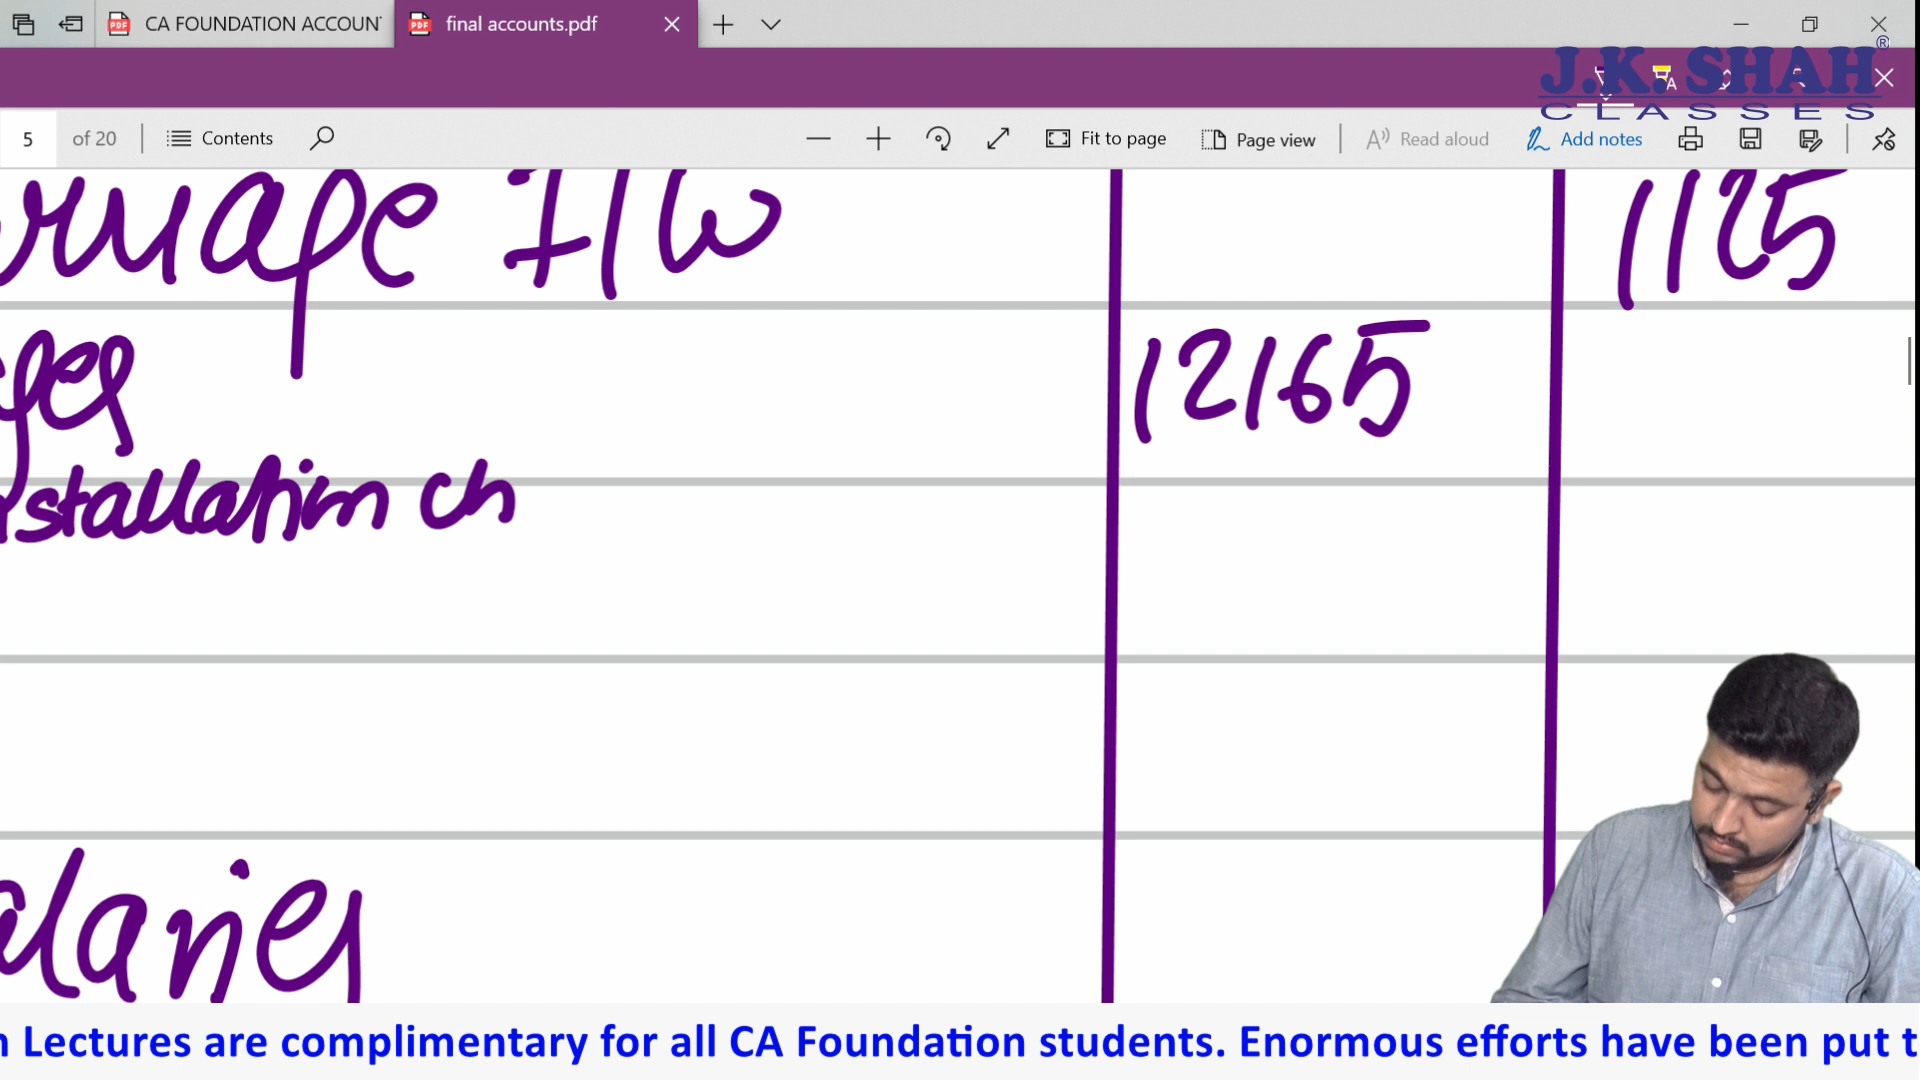 CA FOUNDATION ACCOUN
final accounts.pdf
J.K. SHAH®
CLASSES
5 of 20 Contents Fit to page Page view Read aloud Add notes
I/W 1125
12165
stallation ch
alaries
n Lectures are complimentary for all CA Foundation students. Enormous efforts have been put t